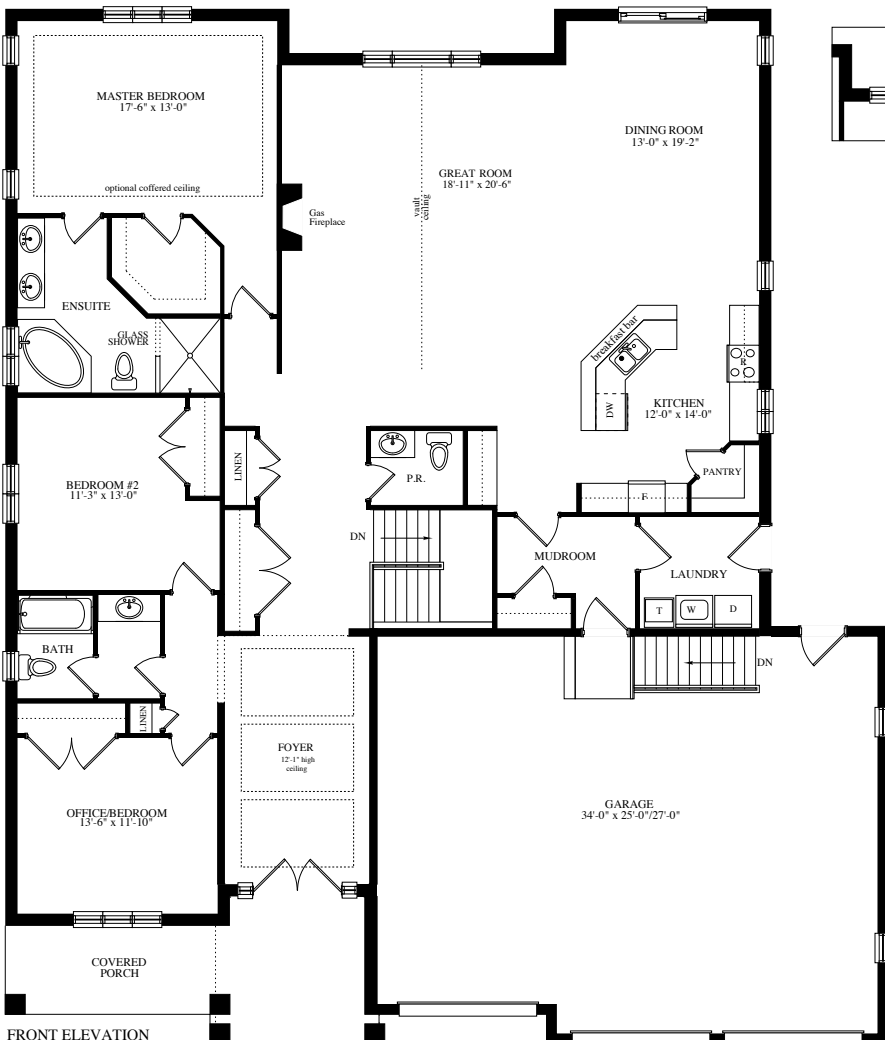 MASTER BEDROOM
17'-6" x 13'-0"
optional coffered ceiling
GREAT ROOM
18'-11" x 20'-6"
vault
ceiling
Gas
Fireplace
DINING ROOM
13'-0" x 19'-2"
ENSUITE
GLASS
SHOWER
breakfast bar
DW
R
KITCHEN
12'-0" x 14'-0"
PANTRY
F
BEDROOM #2
11'-3" x 13'-0"
LINEN
P.R.
DN
MUDROOM
LAUNDRY
T
W
D
BATH
LINEN
DN
FOYER
12'-1" high
ceiling
OFFICE/BEDROOM
13'-6" x 11'-10"
GARAGE
34'-0" x 25'-0"/27'-0"
COVERED
PORCH
FRONT ELEVATION